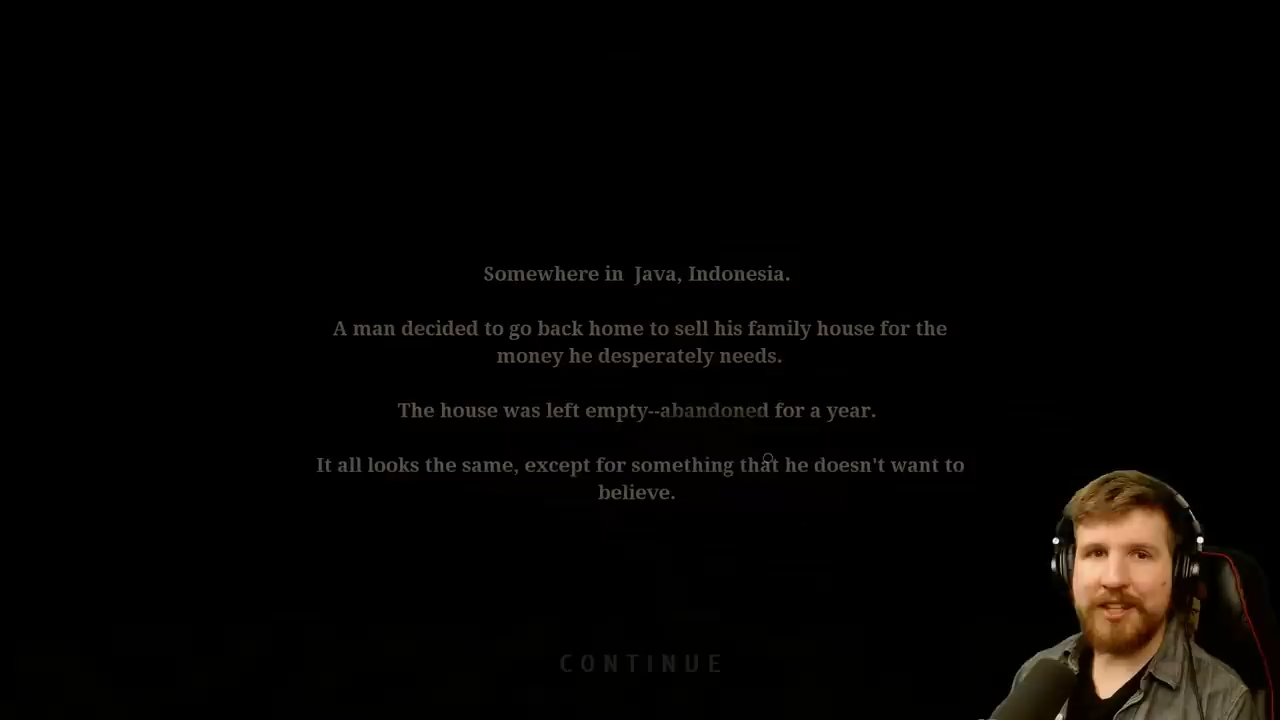 Somewhere in Java, Indonesia.
A man decided to go back home to sell his family house for the
money he desperately needs.
The house was left empty--abandoned for a year.
It all looks the same, except for something that he doesn't want to
believe.
CONTINUE